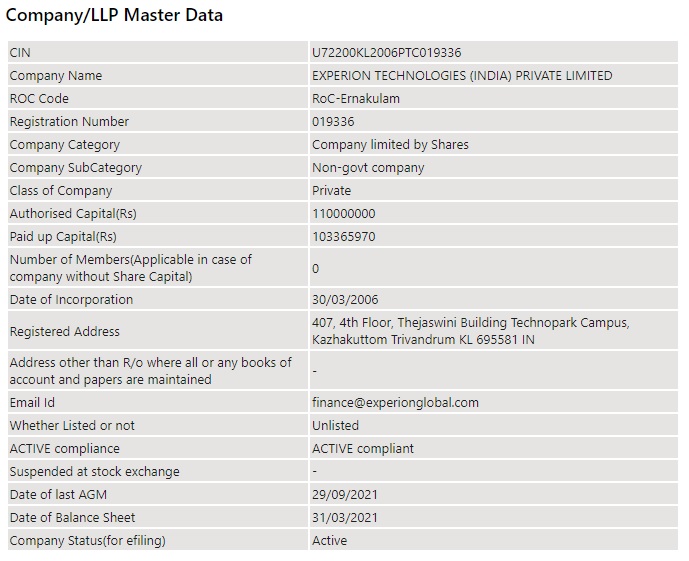 Company/LLP Master Data
CIN U72200KL2006PTC019336
Company Name EXPERION TECHNOLOGIES (INDIA) PRIVATE LIMITED
ROC Code RoC-Ernakulam
Registration Number 019336
Company Category Company limited by Shares
Company SubCategory Non-govt company
Class of Company Private
Authorised Capital(Rs) 110000000
Paid up Capital(Rs) 103365970
Number of Members(Applicable in case of
company without Share Capital) 0
Date of Incorporation 30/03/2006
Registered Address 407, 4th Floor, Thejaswini Building Technopark Campus,
Kazhakuttom Trivandrum KL 695581 IN
Address other than R/o where all or any books of
account and papers are maintained -
Email Id finance@experionglobal.com
Whether Listed or not Unlisted
ACTIVE compliance ACTIVE compliant
Suspended at stock exchange -
Date of last AGM 29/09/2021
Date of Balance Sheet 31/03/2021
Company Status(for efiling) Active